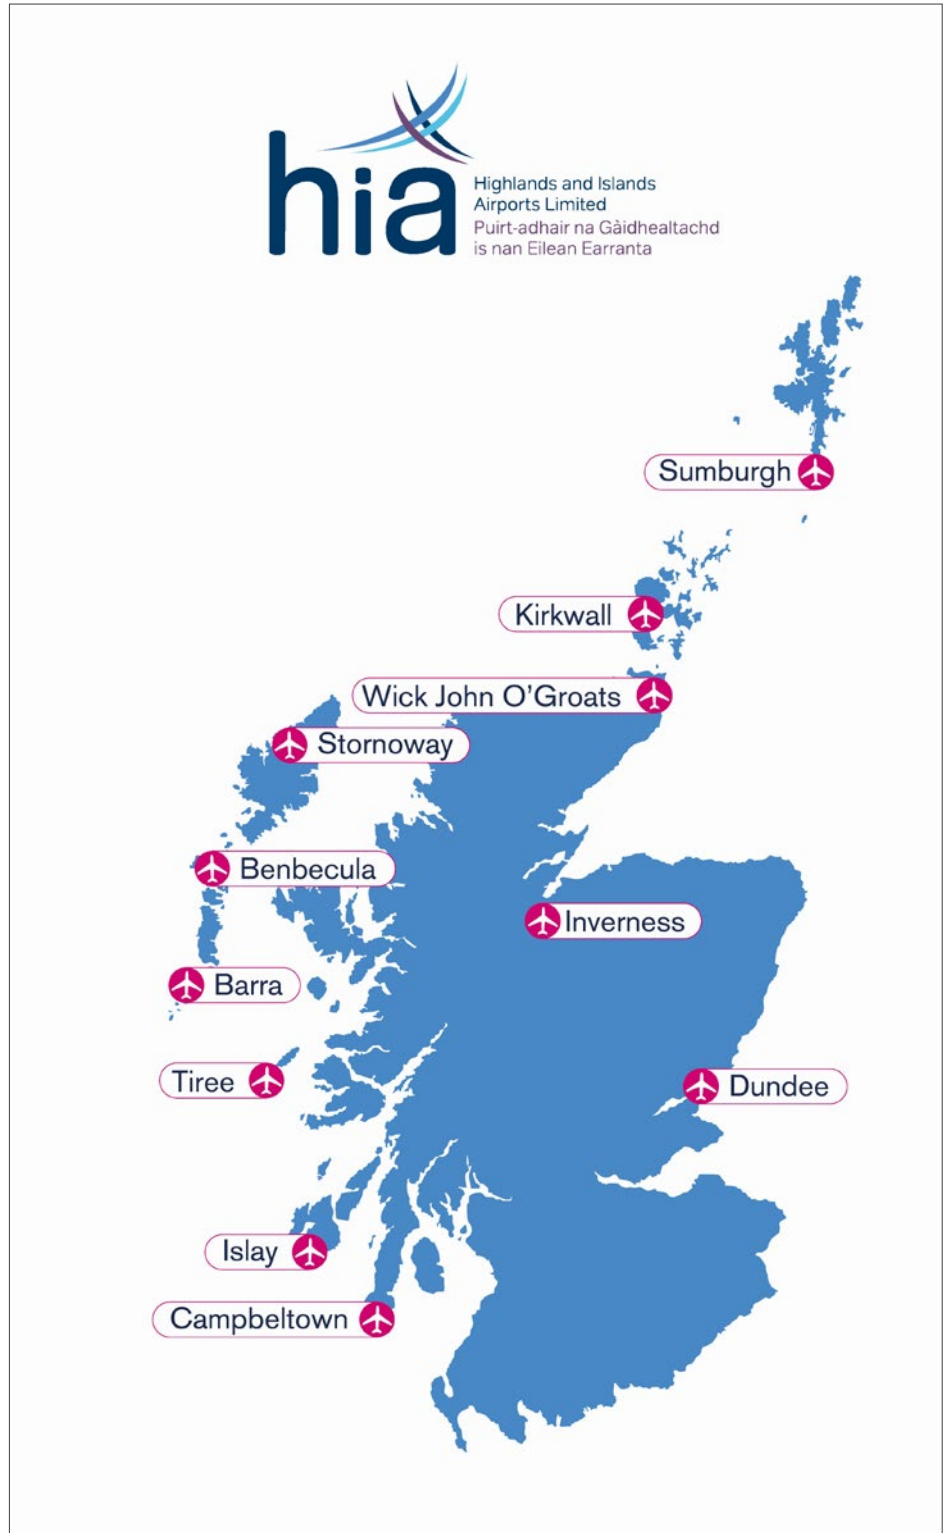 hia
Highlands and Islands
Airports Limited
Puirt-adhair na Gàidhealtachd
is nan Eilean Earranta
Sumburgh
Kirkwall
Wick John O'Groats
Stornoway
Benbecula
Inverness
Barra
Tiree
Dundee
Islay
Campbeltown